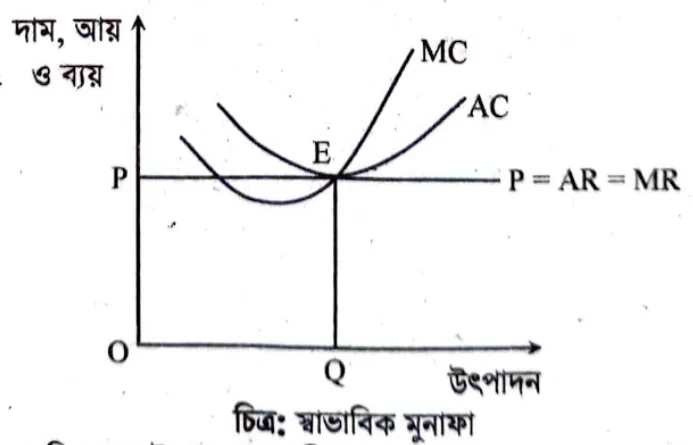 দাম, আয়
ও ব্যয়
MC
AC
E
P
P = AR = MR
O
Q
উৎপাদন
চিত্র: স্বাভাবিক মুনাফা